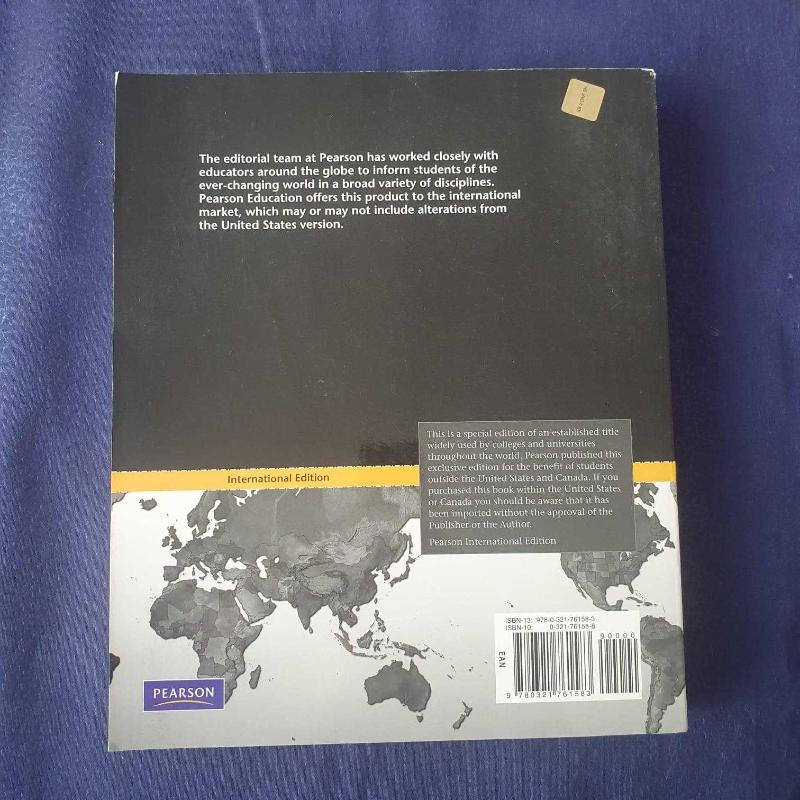 The editorial team at Pearson has worked closely with
educators around the globe to inform students of the
ever-changing world in a broad variety of disciplines.
Pearson Education offers this product to the international
market, which may or may not include alterations from
the United States version.
This is a special edition of an established title
widely used by colleges and universities
throughout the world. Pearson published this
exclusive edition for the benefit of students
outside the United States and Canada. If you
purchased this book within the United States
or Canada you should be aware that it has
been imported without the approval of the
Publisher or the Author.
Pearson International Edition
International Edition
ISBN-13: 978-0-321-76158-3
ISBN-10: 0-321-76158-8
90000
EAN
9 780321 761583
PEARSON